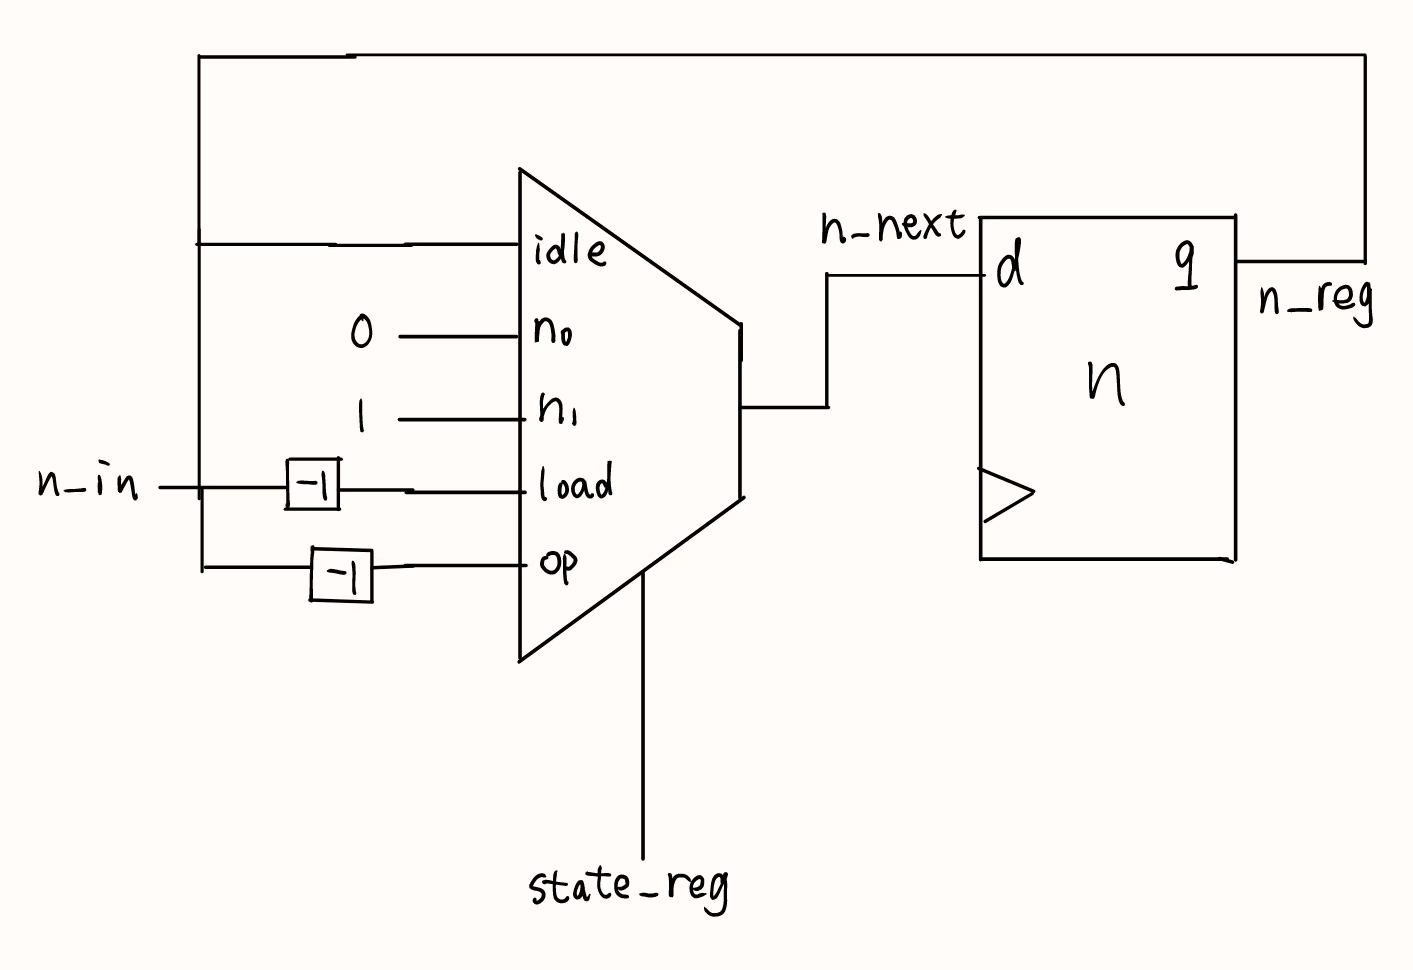 n_next
idle
d
q
n_reg
0
n0
n
1
n1
n_in
-1
load
-1
op
state_reg